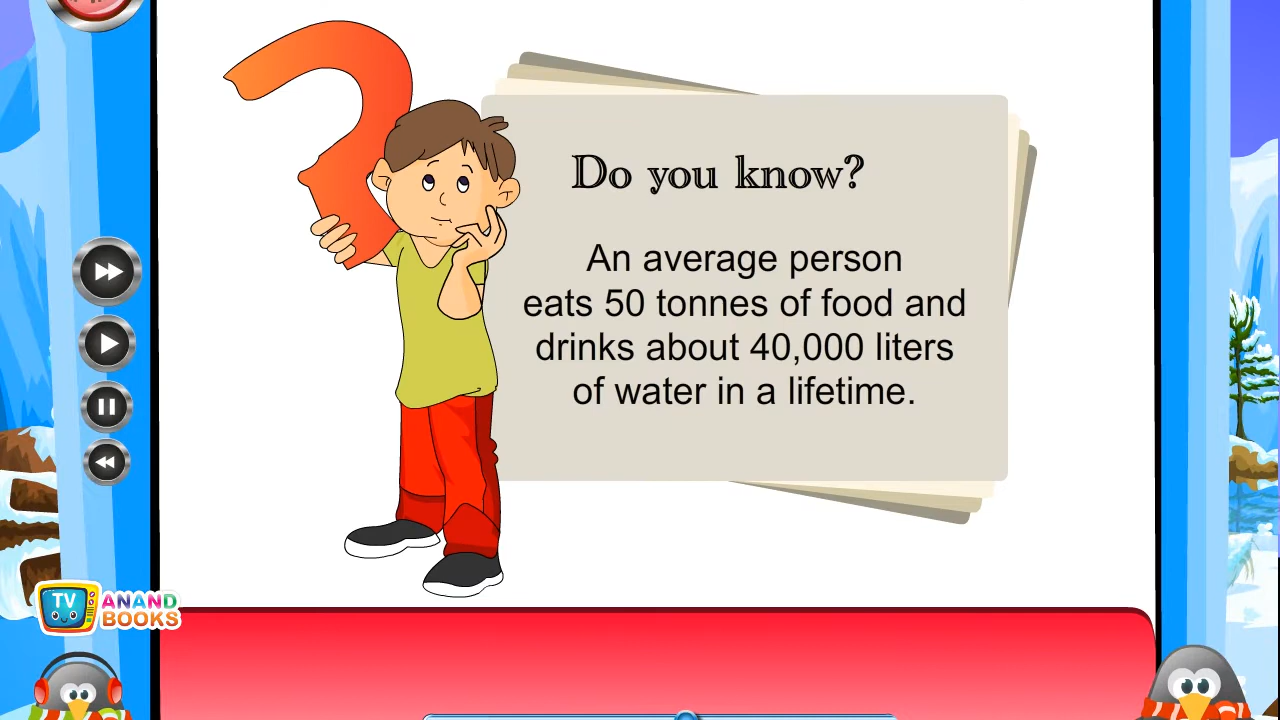 Do you know?
An average person
eats 50 tonnes of food and
drinks about 40,000 liters
of water in a lifetime.
TV
ANAND
BOOKS